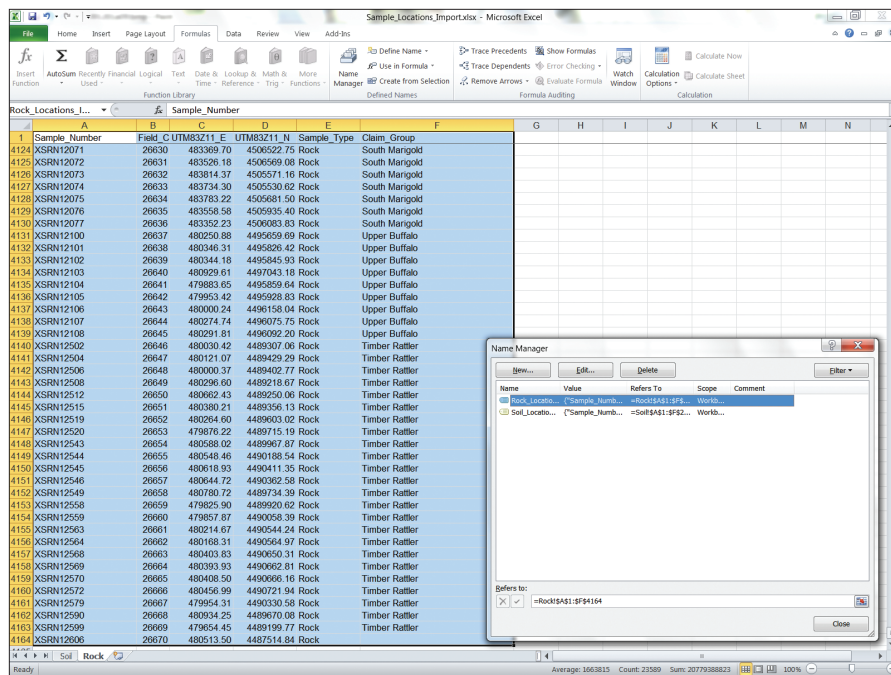 Sample_Locations_Import.xlsx - Microsoft Excel
File Home Insert Page Layout Formulas Data Review View Add-Ins
Insert Function
AutoSum
Recently Used
Financial
Logical
Text
Date & Time
Lookup & Reference
Math & Trig
More Functions
Function Library
Name Manager
Define Name
Use in Formula
Create from Selection
Defined Names
Trace Precedents
Trace Dependents
Remove Arrows
Show Formulas
Error Checking
Evaluate Formula
Formula Auditing
Watch Window
Calculation Options
Calculate Now
Calculate Sheet
Calculation
Rock_Locations_I... fx Sample_Number
A B C D E F G H I J K L M N
1 Sample_Number Field_C UTM83Z11_E UTM83Z11_N Sample_Type Claim_Group
4124 XSRN12071 26630 483369.70 4506522.75 Rock South Marigold
4125 XSRN12072 26631 483526.18 4506569.08 Rock South Marigold
4126 XSRN12073 26632 483814.37 4505571.16 Rock South Marigold
4127 XSRN12074 26633 483734.30 4505530.62 Rock South Marigold
4128 XSRN12075 26634 483783.22 4505681.50 Rock South Marigold
4129 XSRN12076 26635 483558.58 4505935.40 Rock South Marigold
4130 XSRN12077 26636 483352.23 4506083.83 Rock South Marigold
4131 XSRN12100 26637 480250.88 4495659.69 Rock Upper Buffalo
4132 XSRN12101 26638 480346.31 4495826.42 Rock Upper Buffalo
4133 XSRN12102 26639 480344.18 4495845.93 Rock Upper Buffalo
4134 XSRN12103 26640 480929.61 4497043.18 Rock Upper Buffalo
4135 XSRN12104 26641 479883.65 4495859.64 Rock Upper Buffalo
4136 XSRN12105 26642 479953.42 4495928.83 Rock Upper Buffalo
4137 XSRN12106 26643 480000.24 4496158.04 Rock Upper Buffalo
4138 XSRN12107 26644 480274.74 4496075.75 Rock Upper Buffalo
4139 XSRN12108 26645 480291.81 4496092.20 Rock Upper Buffalo
4140 XSRN12502 26646 480030.42 4489307.06 Rock Timber Rattler
4141 XSRN12504 26647 480121.07 4489429.29 Rock Timber Rattler
4142 XSRN12506 26648 480000.37 4489402.77 Rock Timber Rattler
4143 XSRN12508 26649 480296.60 4489218.67 Rock Timber Rattler
4144 XSRN12512 26650 480662.43 4489250.06 Rock Timber Rattler
4145 XSRN12515 26651 480380.21 4489356.13 Rock Timber Rattler
4146 XSRN12519 26652 480264.60 4489603.02 Rock Timber Rattler
4147 XSRN12520 26653 479876.22 4489715.19 Rock Timber Rattler
4148 XSRN12543 26654 480588.02 4489967.87 Rock Timber Rattler
4149 XSRN12544 26655 480548.46 4490188.54 Rock Timber Rattler
4150 XSRN12545 26656 480618.93 4490411.35 Rock Timber Rattler
4151 XSRN12546 26657 480644.72 4490362.58 Rock Timber Rattler
4152 XSRN12549 26658 480780.72 4489734.39 Rock Timber Rattler
4153 XSRN12558 26659 479825.90 4489920.62 Rock Timber Rattler
4154 XSRN12559 26660 479857.87 4490058.39 Rock Timber Rattler
4155 XSRN12563 26661 480214.67 4490544.24 Rock Timber Rattler
4156 XSRN12564 26662 480168.31 4490564.97 Rock Timber Rattler
4157 XSRN12568 26663 480403.83 4490650.31 Rock Timber Rattler
4158 XSRN12569 26664 480393.93 4490662.81 Rock Timber Rattler
4159 XSRN12570 26665 480408.50 4490666.16 Rock Timber Rattler
4160 XSRN12572 26666 480456.99 4490721.94 Rock Timber Rattler
4161 XSRN12579 26667 479954.31 4490330.58 Rock Timber Rattler
4162 XSRN12590 26668 480934.25 4489670.08 Rock Timber Rattler
4163 XSRN12599 26669 479654.45 4489199.77 Rock Timber Rattler
4164 XSRN12606 26670 480513.50 4487514.84 Rock
Name Manager
New... Edit... Delete Filter
Name Value Refers To Scope Comment
Rock_Locatio... {"Sample_Numb... =Rock!$A$1:$F$... Workb...
Soil_Locatio... {"Sample_Numb... =Soil!$A$1:$F$2... Workb...
Refers to:
=Rock!$A$1:$F$4164
Close
Soil Rock
Ready Average: 1663815 Count: 23589 Sum: 20779388823 100%